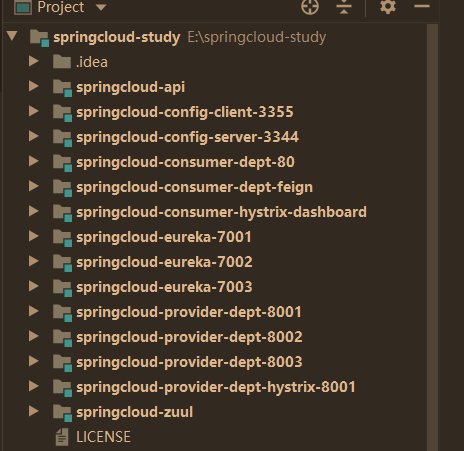 Project
springcloud-study E:\springcloud-study
.idea
springcloud-api
springcloud-config-client-3355
springcloud-config-server-3344
springcloud-consumer-dept-80
springcloud-consumer-dept-feign
springcloud-consumer-hystrix-dashboard
springcloud-eureka-7001
springcloud-eureka-7002
springcloud-eureka-7003
springcloud-provider-dept-8001
springcloud-provider-dept-8002
springcloud-provider-dept-8003
springcloud-provider-dept-hystrix-8001
springcloud-zuul
LICENSE